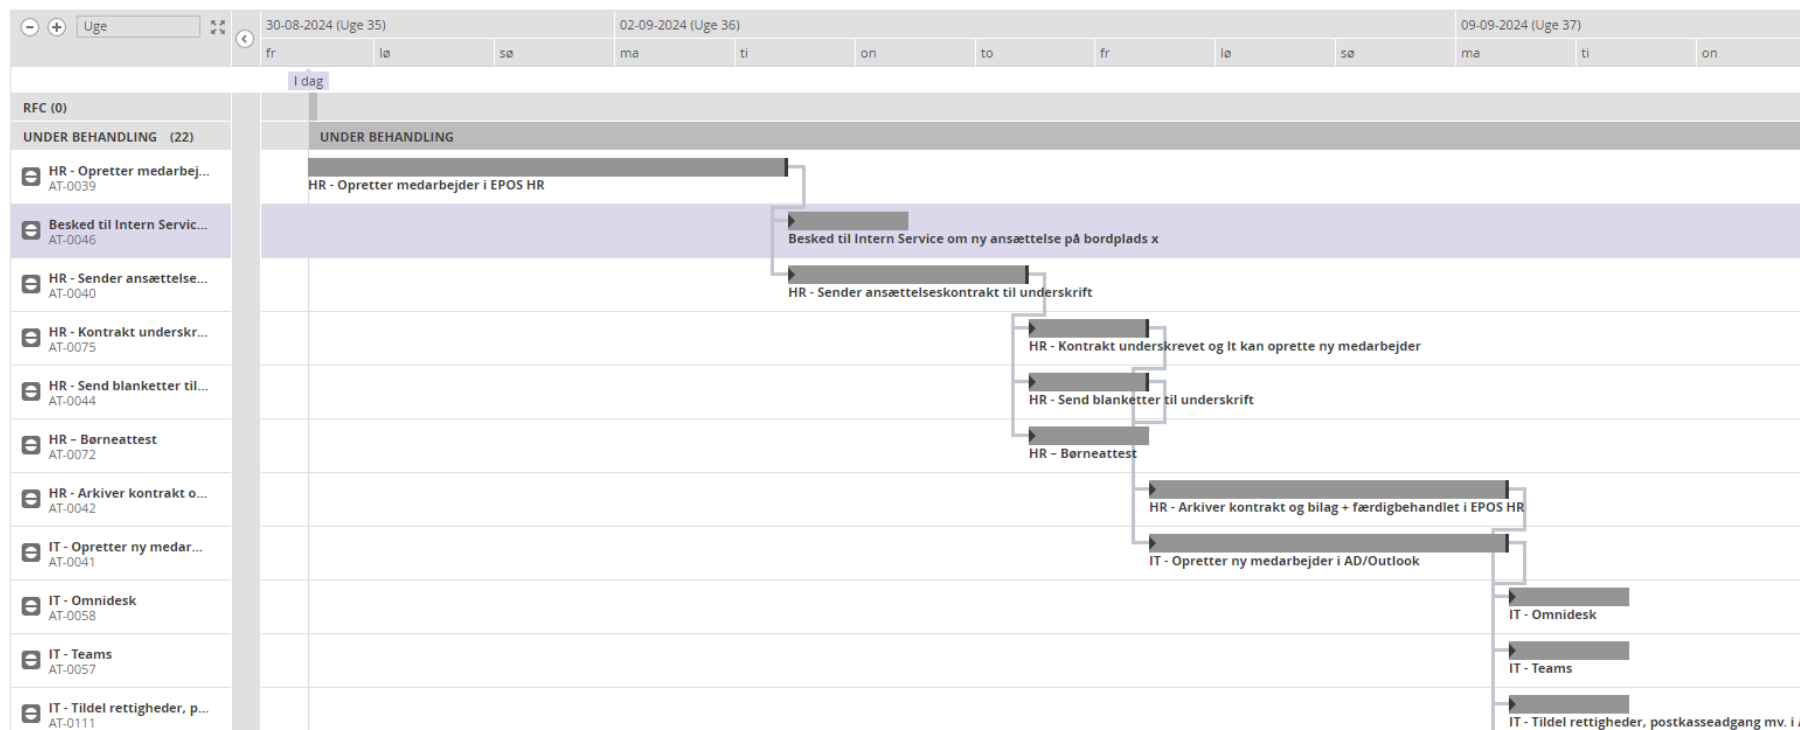 Uge
30-08-2024 (Uge 35) 02-09-2024 (Uge 36) 09-09-2024 (Uge 37)
fr lø sø ma ti on to fr lø sø ma ti on
I dag
RFC (0)
UNDER BEHANDLING (22) UNDER BEHANDLING
HR - Opretter medarbej...
AT-0039
HR - Opretter medarbejder i EPOS HR
Besked til Intern Servic...
AT-0046
Besked til Intern Service om ny ansættelse på bordplads x
HR - Sender ansættelse...
AT-0040
HR - Sender ansættelseskontrakt til underskrift
HR - Kontrakt underskr...
AT-0075
HR - Kontrakt underskrevet og It kan oprette ny medarbejder
HR - Send blanketter til...
AT-0044
HR - Send blanketter til underskrift
HR – Børneattest
AT-0072
HR – Børneattest
HR - Arkiver kontrakt o...
AT-0042
HR - Arkiver kontrakt og bilag + færdigbehandlet i EPOS HR
IT - Opretter ny medar...
AT-0041
IT - Opretter ny medarbejder i AD/Outlook
IT - Omnidesk
AT-0058
IT - Omnidesk
IT - Teams
AT-0057
IT - Teams
IT - Tildel rettigheder, p...
AT-0111
IT - Tildel rettigheder, postkasseadgang mv. i